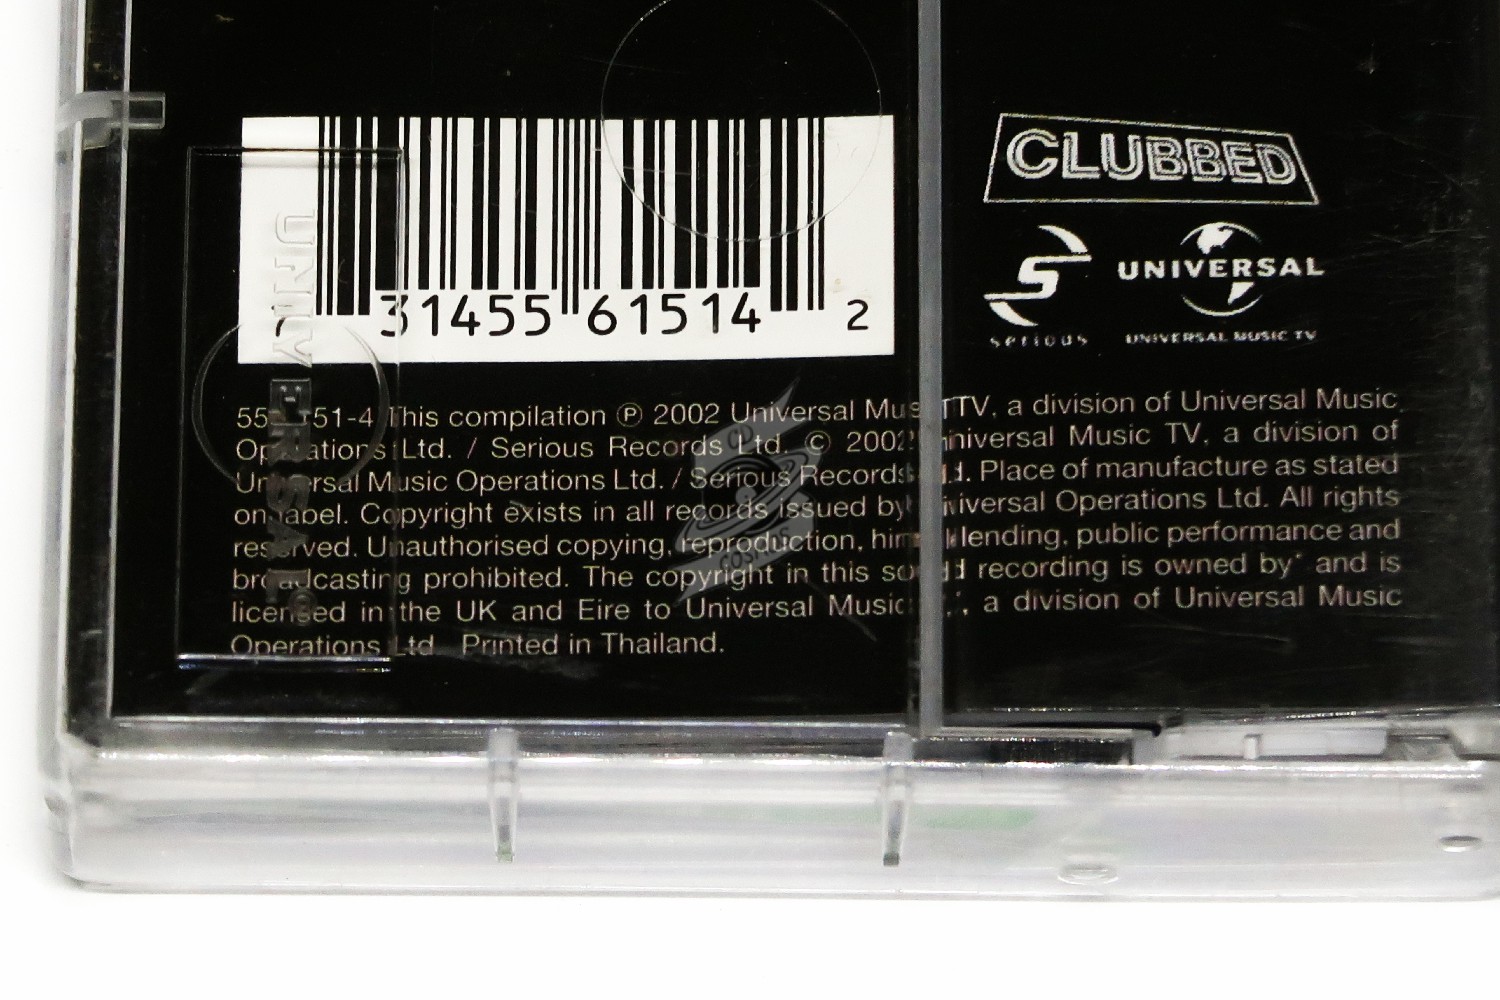 CLUBBED
UNIVERSAL
31455 61514 2
serious
UNIVERSAL MUSIC TV
UNIVERSAL
51-4 This compilation ℗ 2002 Universal Music TV, a division of Universal Music
Operations Ltd. / Serious Records Ltd. © 2002 Universal Music TV, a division of
Universal Music Operations Ltd. / Serious Records Ltd. Place of manufacture as stated
on label. Copyright exists in all records issued by Universal Operations Ltd. All rights
reserved. Unauthorised copying, reproduction, hire, lending, public performance and
broadcasting prohibited. The copyright in this sound recording is owned by and is
licensed in the UK and Eire to Universal Music TV, a division of Universal Music
Operations Ltd. Printed in Thailand.